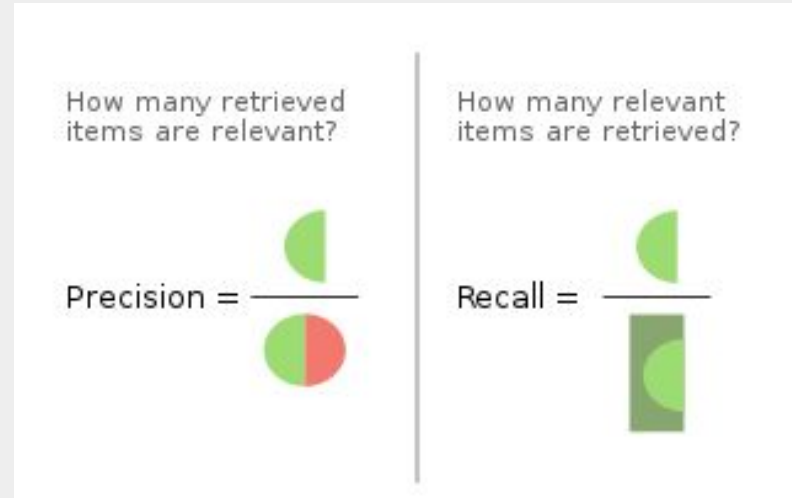 How many retrieved
items are relevant?
Precision =
How many relevant
items are retrieved?
Recall =